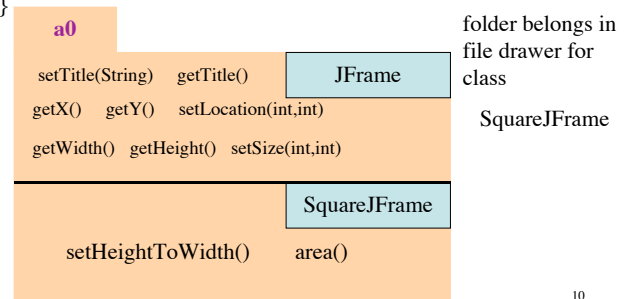 }
a0
folder belongs in
file drawer for
class
SquareJFrame
setTitle(String) getTitle() JFrame
getX() getY() setLocation(int,int)
getWidth() getHeight() setSize(int,int)
SquareJFrame
setHeightToWidth() area()
10